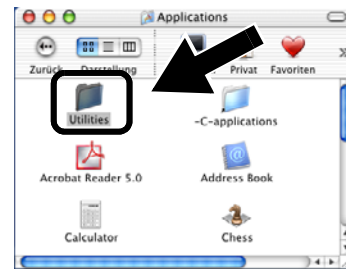 Applications
Zurück Darstellung Privat Favoriten
Utilities -C-applications
Acrobat Reader 5.0 Address Book
Calculator Chess